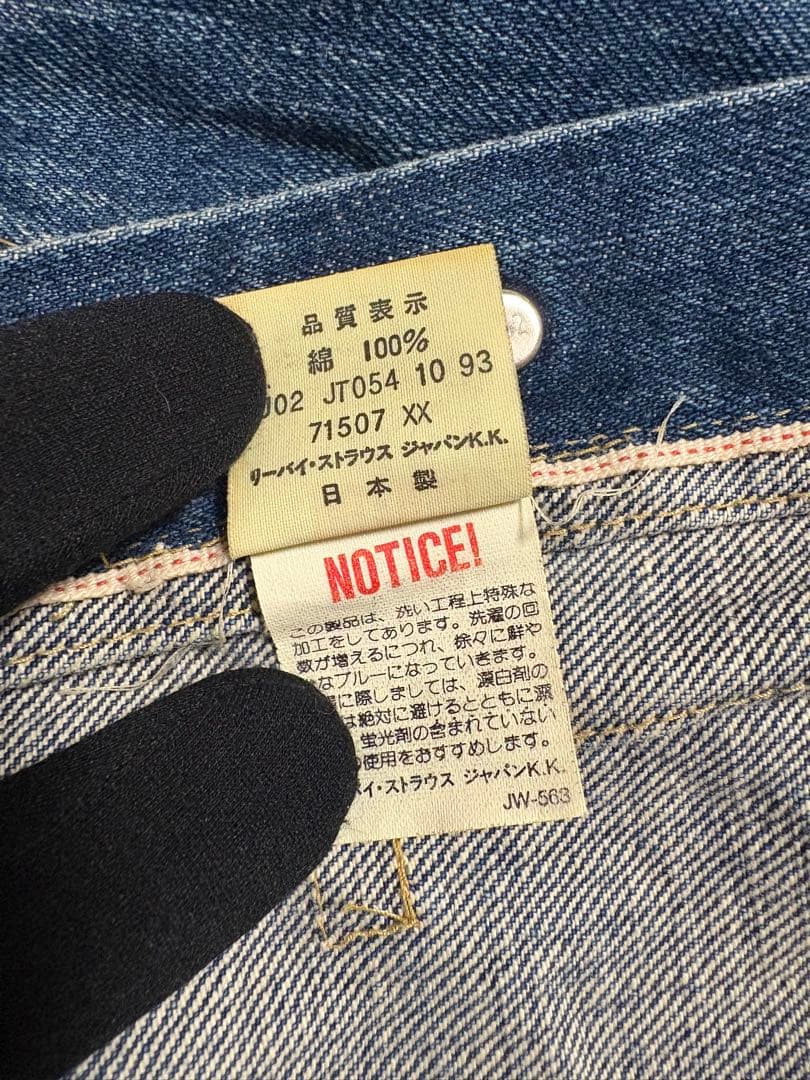 品質表示
綿 100%
J02 JT054 10 93
71507 XX
リーバイ・ストラウス ジャパンK.K.
日本製
NOTICE!
この製品は、洗い工程上特殊な
加工をしてあります。洗濯の回
数が増えるにつれ、徐々に鮮や
なブルーになっていきます。
に際しましては、漂白剤の
は絶対に避けるとともに漂
蛍光剤の含まれていない
使用をおすすめします。
バイ・ストラウス ジャパンK.K.
JW-563
2